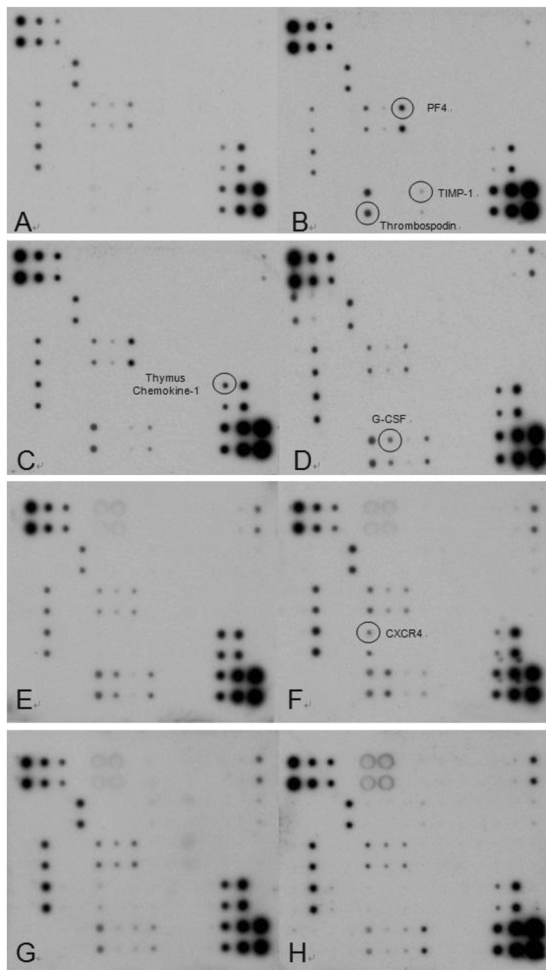 A
B
PF4
TIMP-1
Thrombospodin
C
Thymus
Chemokine-1
D
G-CSF
E
F
CXCR4
G
H